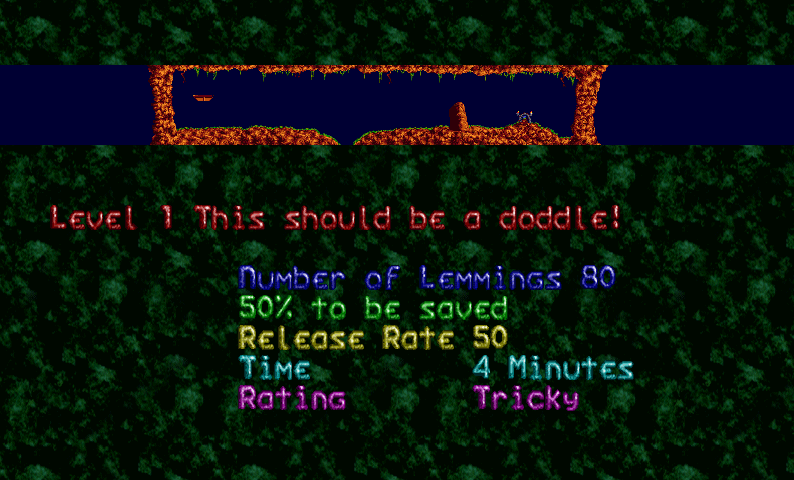 Level 1 This should be a doddle!
Number of Lemmings 80
50% to be saved
Release Rate 50
Time 4 Minutes
Rating Tricky